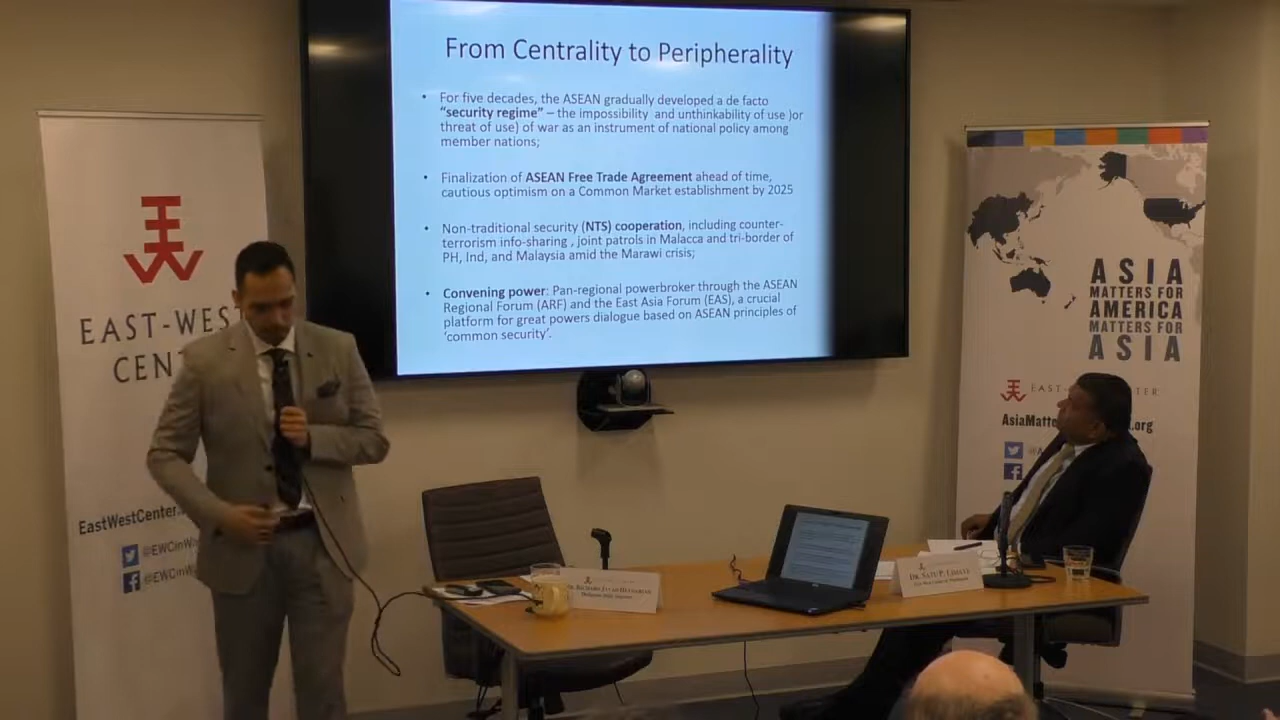 From Centrality to Peripherality
• For five decades, the ASEAN gradually developed a de facto
“security regime” – the impossibility and unthinkability of use )or
threat of use) of war as an instrument of national policy among
member nations;
• Finalization of ASEAN Free Trade Agreement ahead of time,
cautious optimism on a Common Market establishment by 2025
• Non-traditional security (NTS) cooperation, including counter-
terrorism info-sharing , joint patrols in Malacca and tri-border of
PH, Ind, and Malaysia amid the Marawi crisis;
• Convening power: Pan-regional powerbroker through the ASEAN
Regional Forum (ARF) and the East Asia Forum (EAS), a crucial
platform for great powers dialogue based on ASEAN principles of
‘common security’.
EAST-WEST
CEN
EastWestCenter.
@EWCinWa
@EWCinWa
ASIA
MATTERS FOR
AMERICA
MATTERS FOR
ASIA
EAST- TER
AsiaMatte .org
DR. SATU P. LIMAYE